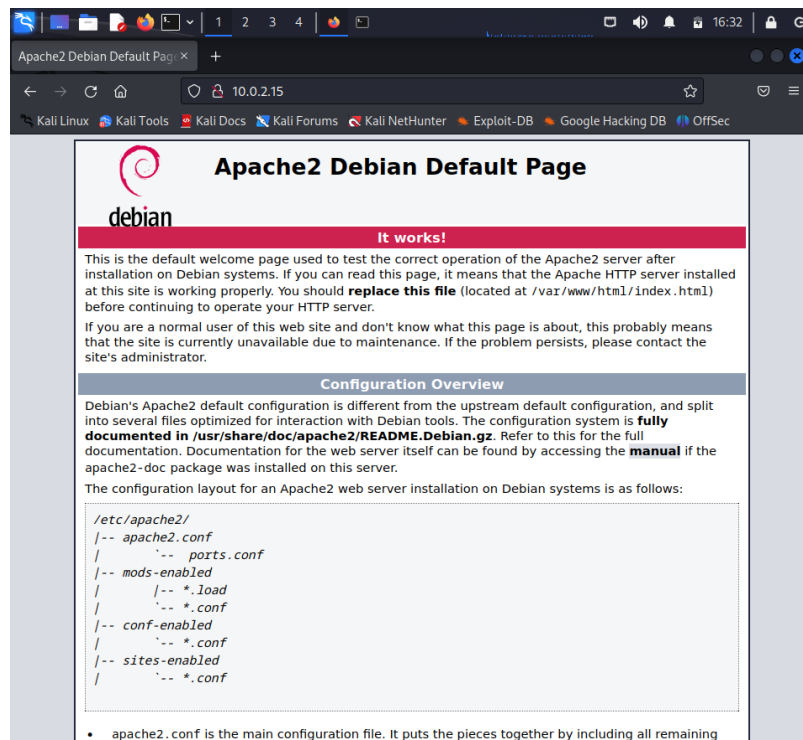 1 2 3 4 16:32
Apache2 Debian Default Pag
10.0.2.15
Kali Linux Kali Tools Kali Docs Kali Forums Kali NetHunter Exploit-DB Google Hacking DB OffSec
debian
Apache2 Debian Default Page
It works!
This is the default welcome page used to test the correct operation of the Apache2 server after
installation on Debian systems. If you can read this page, it means that the Apache HTTP server installed
at this site is working properly. You should replace this file (located at /var/www/html/index.html)
before continuing to operate your HTTP server.
If you are a normal user of this web site and don't know what this page is about, this probably means
that the site is currently unavailable due to maintenance. If the problem persists, please contact the
site's administrator.
Configuration Overview
Debian's Apache2 default configuration is different from the upstream default configuration, and split
into several files optimized for interaction with Debian tools. The configuration system is fully
documented in /usr/share/doc/apache2/README.Debian.gz. Refer to this for the full
documentation. Documentation for the web server itself can be found by accessing the manual if the
apache2-doc package was installed on this server.
The configuration layout for an Apache2 web server installation on Debian systems is as follows:
/etc/apache2/
|-- apache2.conf
|       `--  ports.conf
|-- mods-enabled
|       |-- *.load
|       `-- *.conf
|-- conf-enabled
|       `-- *.conf
|-- sites-enabled
|       `-- *.conf
• apache2.conf is the main configuration file. It puts the pieces together by including all remaining